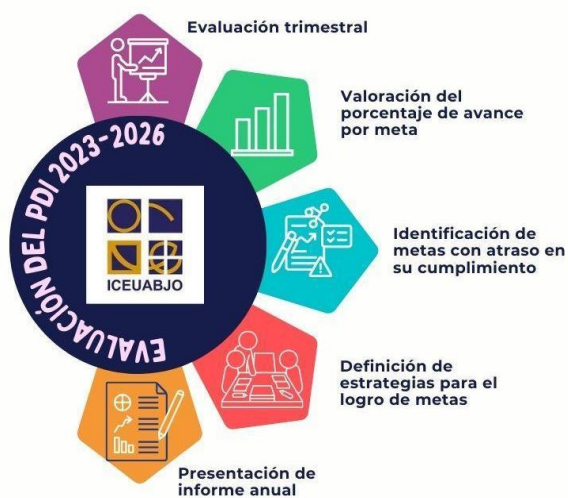 Evaluación trimestral
Valoración del
porcentaje de avance
por meta
EVALUACIÓN DEL PDI 2023-2026
ICEUABJO
Identificación de
metas con atraso en
su cumplimiento
Definición de
estrategias para el
logro de metas
Presentación de
informe anual